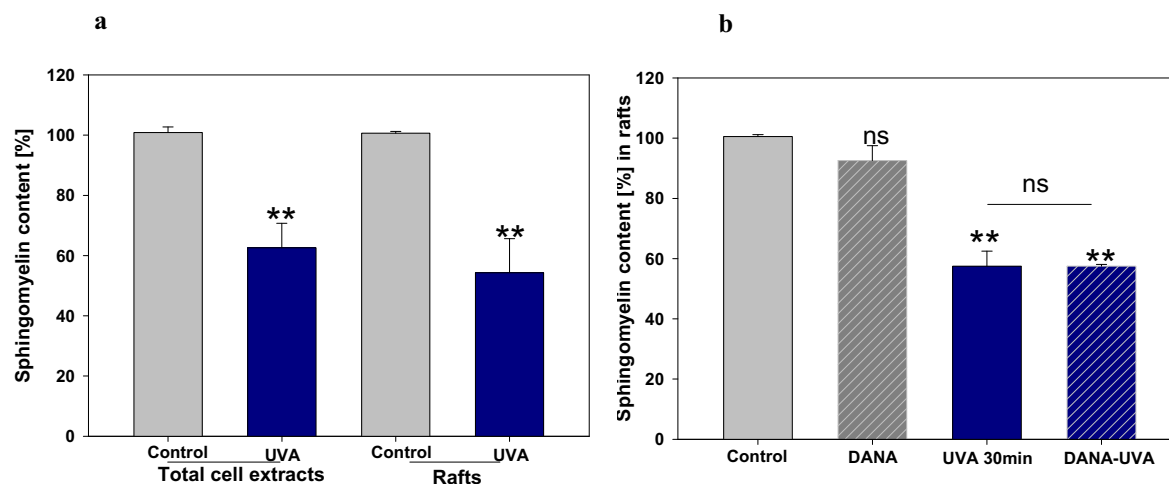 a
Sphingomyelin content [%]
120
100
80
60
40
20
0
**
**
Control UVA Control UVA
Total cell extracts Rafts
b
Sphingomyelin content [%] in rafts
120
100
80
60
40
20
0
ns
ns
**
**
Control DANA UVA 30min DANA-UVA